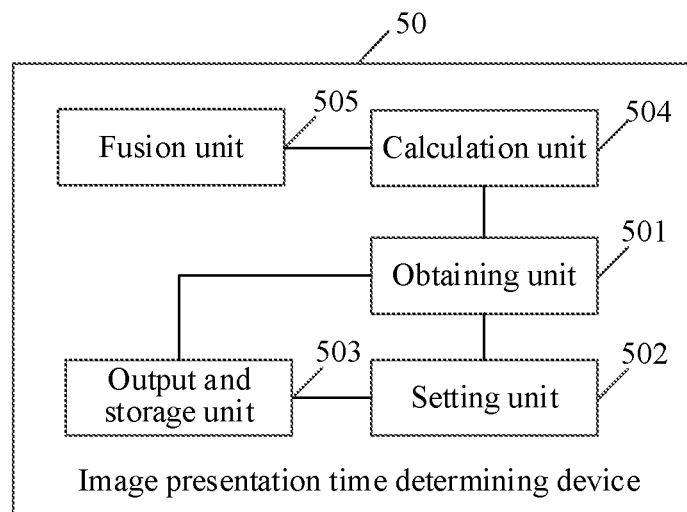 50
505
504
Fusion unit
Calculation unit
501
Obtaining unit
503
502
Output and
storage unit
Setting unit
Image presentation time determining device